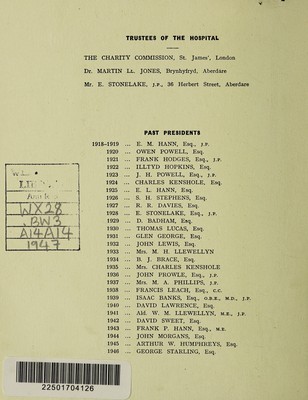 TRUSTEES OF THE HOSPITAL
THE CHARITY COMMISSION, St. James', London
Dr. MARTIN Ll. JONES, Brynhyfryd, Aberdare
Mr. E. STONELAKE, J.P., 36 Herbert Street, Aberdare
PAST PRESIDENTS
1918-1919 ... E. M. HANN, Esq., J.P.
1920 ... OWEN POWELL, Esq.
1921 ... FRANK HODGES, Esq., J.P.
1922 ... ILLTYD HOPKINS, Esq.
1923 ... J. H. POWELL, Esq., J.P.
1924 ... CHARLES KENSHOLE, Esq.
1925 ... E. L. HANN, Esq.
1926 ... S. H. STEPHENS, Esq.
1927 ... R. R. DAVIES, Esq.
1928 ... E. STONELAKE, Esq., J.P.
1929 ... D. BADHAM, Esq.
1930 ... THOMAS LUCAS, Esq.
1931 ... GLEN GEORGE, Esq.
1932 ... JOHN LEWIS, Esq.
1933 ... Mrs. M. H. LLEWELLYN
1934 ... B. J. BRACE, Esq.
1935 ... Mrs. CHARLES KENSHOLE
1936 ... JOHN PROWLE, Esq., J.P.
1937 ... Mrs. M. A. PHILLIPS, J.P.
1938 ... FRANCIS LEACH, Esq., C.C.
1939 ... ISAAC BANKS, Esq., O.B.E., M.D., J.P.
1940 ... DAVID LAWRENCE, Esq.
1941 ... Ald. W. M. LLEWELLYN, M.E., J.P.
1942 ... DAVID SWEET, Esq.
1943 ... FRANK P. HANN, Esq., M.E.
1944 ... JOHN MORGANS, Esq.
1945 ... ARTHUR W. HUMPHREYS, Esq.
1946 ... GEORGE STARLING, Esq.
WX28
BW3
A14A14
1947
22501704126